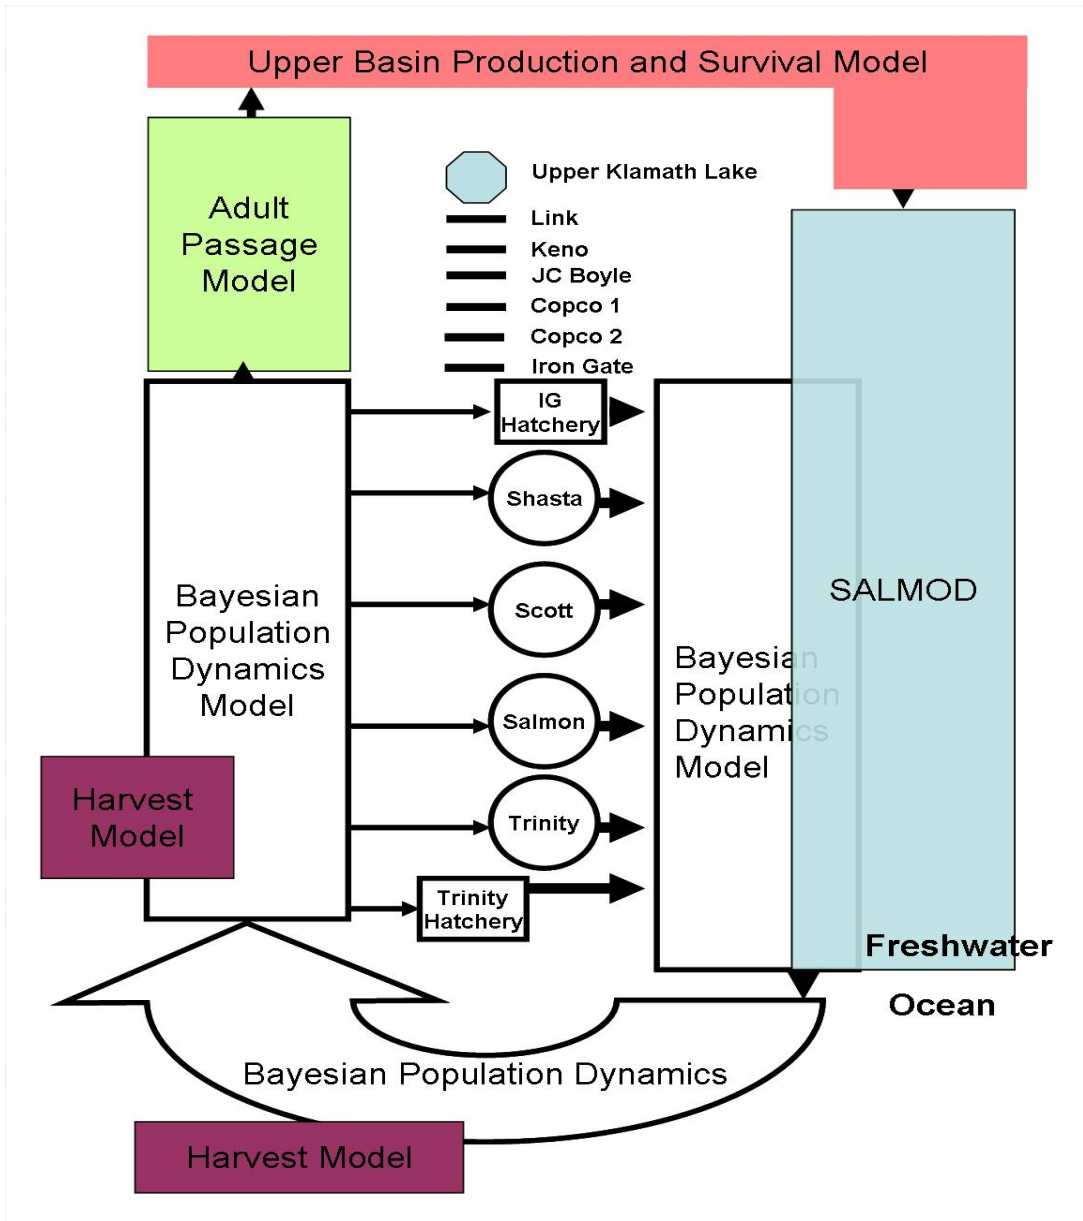 Upper Basin Production and Survival Model
Adult
Passage
Model
Upper Klamath Lake
Link
Keno
JC Boyle
Copco 1
Copco 2
Iron Gate
IG
Hatchery
Shasta
Scott
Salmon
Trinity
Trinity
Hatchery
Bayesian
Population
Dynamics
Model
Harvest
Model
Bayesian
Population
Dynamics
Model
SALMOD
Freshwater
Ocean
Bayesian Population Dynamics
Harvest Model